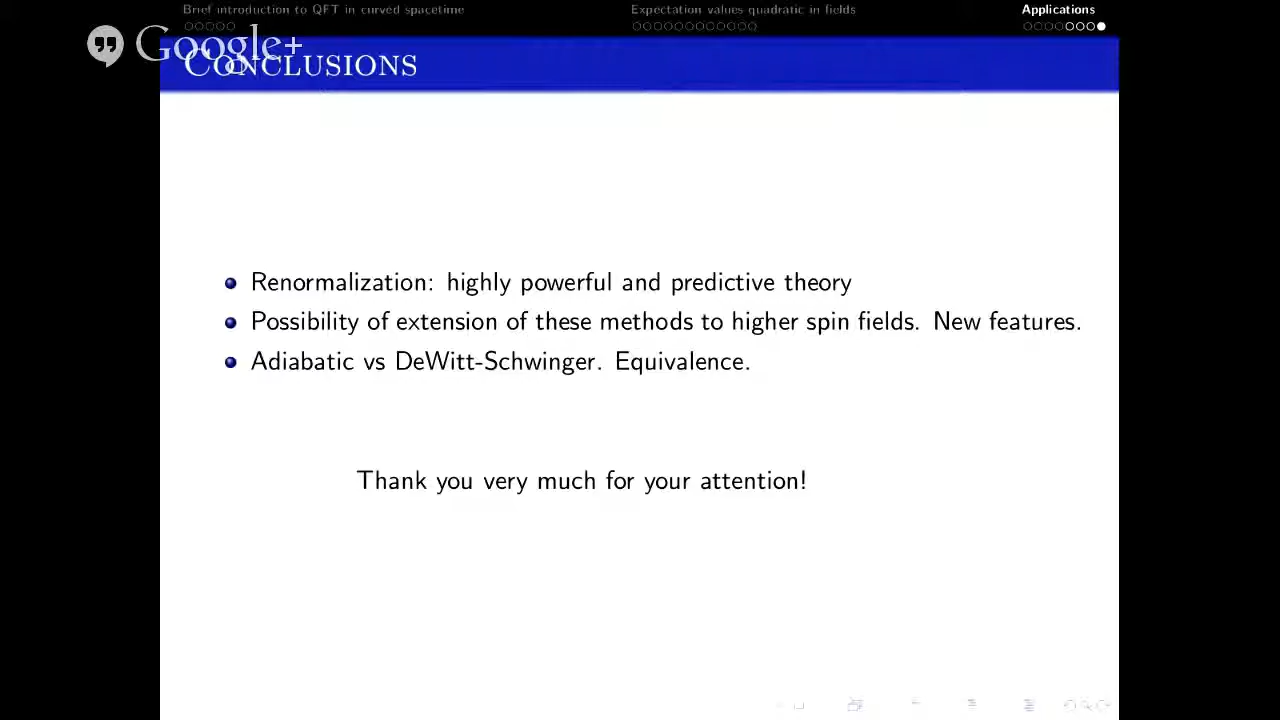 Brief introduction to QFT in curved spacetime
Expectation values quadratic in fields
Applications
Google+
Conclusions
Renormalization: highly powerful and predictive theory
Possibility of extension of these methods to higher spin fields. New features.
Adiabatic vs DeWitt-Schwinger. Equivalence.
Thank you very much for your attention!